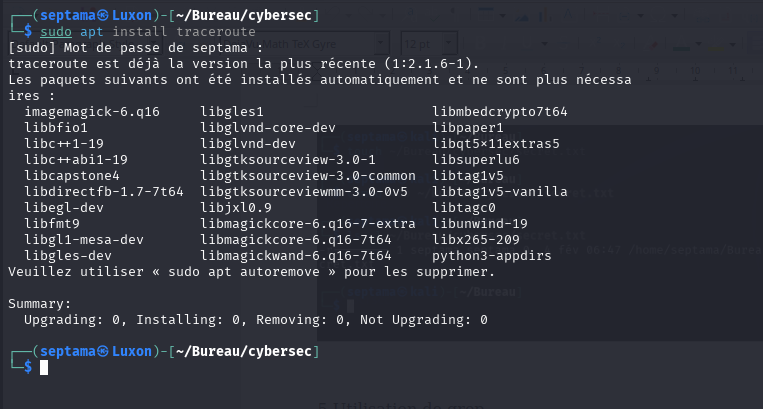 ┌──(septama㉿Luxon)-[~/Bureau/cybersec]
└─$ sudo apt install traceroute
[sudo] Mot de passe de septama :
traceroute est déjà la version la plus récente (1:2.1.6-1).
Les paquets suivants ont été installés automatiquement et ne sont plus nécessa
ires :
imagemagick-6.q16 libgles1 libmbedcrypto7t64
libbfio1 libglvnd-core-dev libpaper1
libc++1-19 libglvnd-dev libqt5x11extras5
libc++abi1-19 libgtksourceview-3.0-1 libsuperlu6
libcapstone4 libgtksourceview-3.0-common libtag1v5
libdirectfb-1.7-7t64 libgtksourceviewmm-3.0-0v5 libtag1v5-vanilla
libegl-dev libjxl0.9 libtagc0
libfmt9 libmagickcore-6.q16-7-extra libunwind-19
libgl1-mesa-dev libmagickcore-6.q16-7t64 libx265-209
libgles-dev libmagickwand-6.q16-7t64 python3-appdirs
Veuillez utiliser « sudo apt autoremove » pour les supprimer.
Summary:
Upgrading: 0, Installing: 0, Removing: 0, Not Upgrading: 0
┌──(septama㉿Luxon)-[~/Bureau/cybersec]
└─$
12 pt